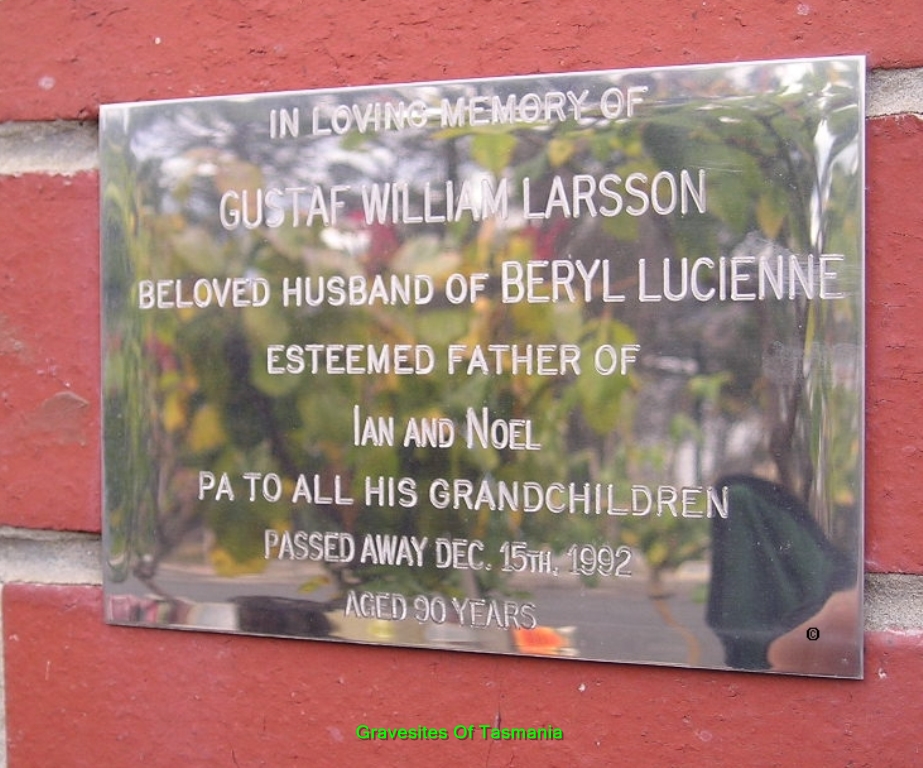 IN LOVING MEMORY OF
GUSTAF WILLIAM LARSSON
BELOVED HUSBAND OF BERYL LUCIENNE
ESTEEMED FATHER OF
IAN AND NOEL
PA TO ALL HIS GRANDCHILDREN
PASSED AWAY DEC. 15TH, 1992
AGED 90 YEARS
©
Gravesites Of Tasmania